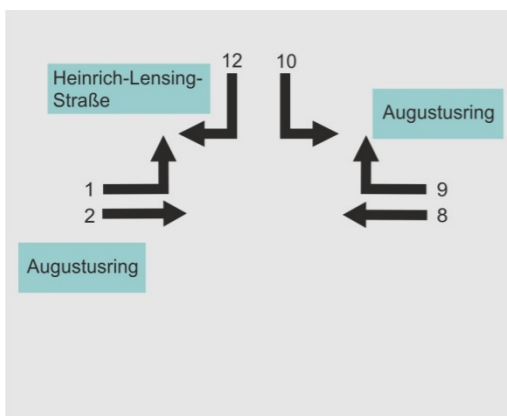 12 10
Heinrich-Lensing-
Straße
Augustusring
1 9
2 8
Augustusring